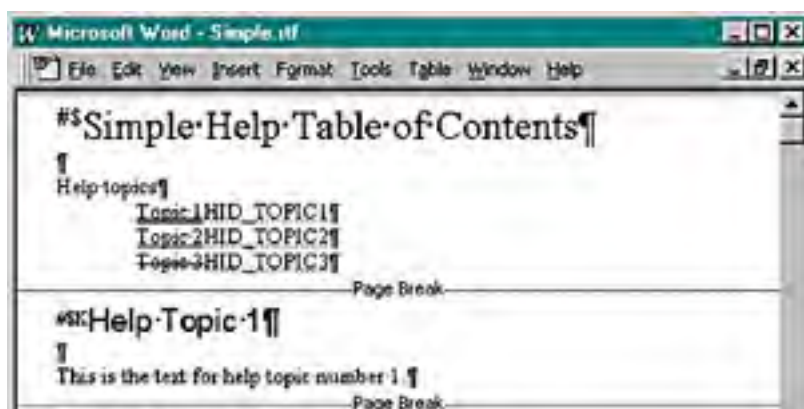 Microsoft Word - Simple.rtf
File Edit View Insert Format Tools Table Window Help
#$Simple·Help·Table·of·Contents¶
¶
Help·topics¶
Topic·1HID_TOPIC1¶
Topic·2HID_TOPIC2¶
Topic·3HID_TOPIC3¶
Page Break
#$KHelp·Topic·1¶
¶
This is the text for help topic number 1.¶
Page Break